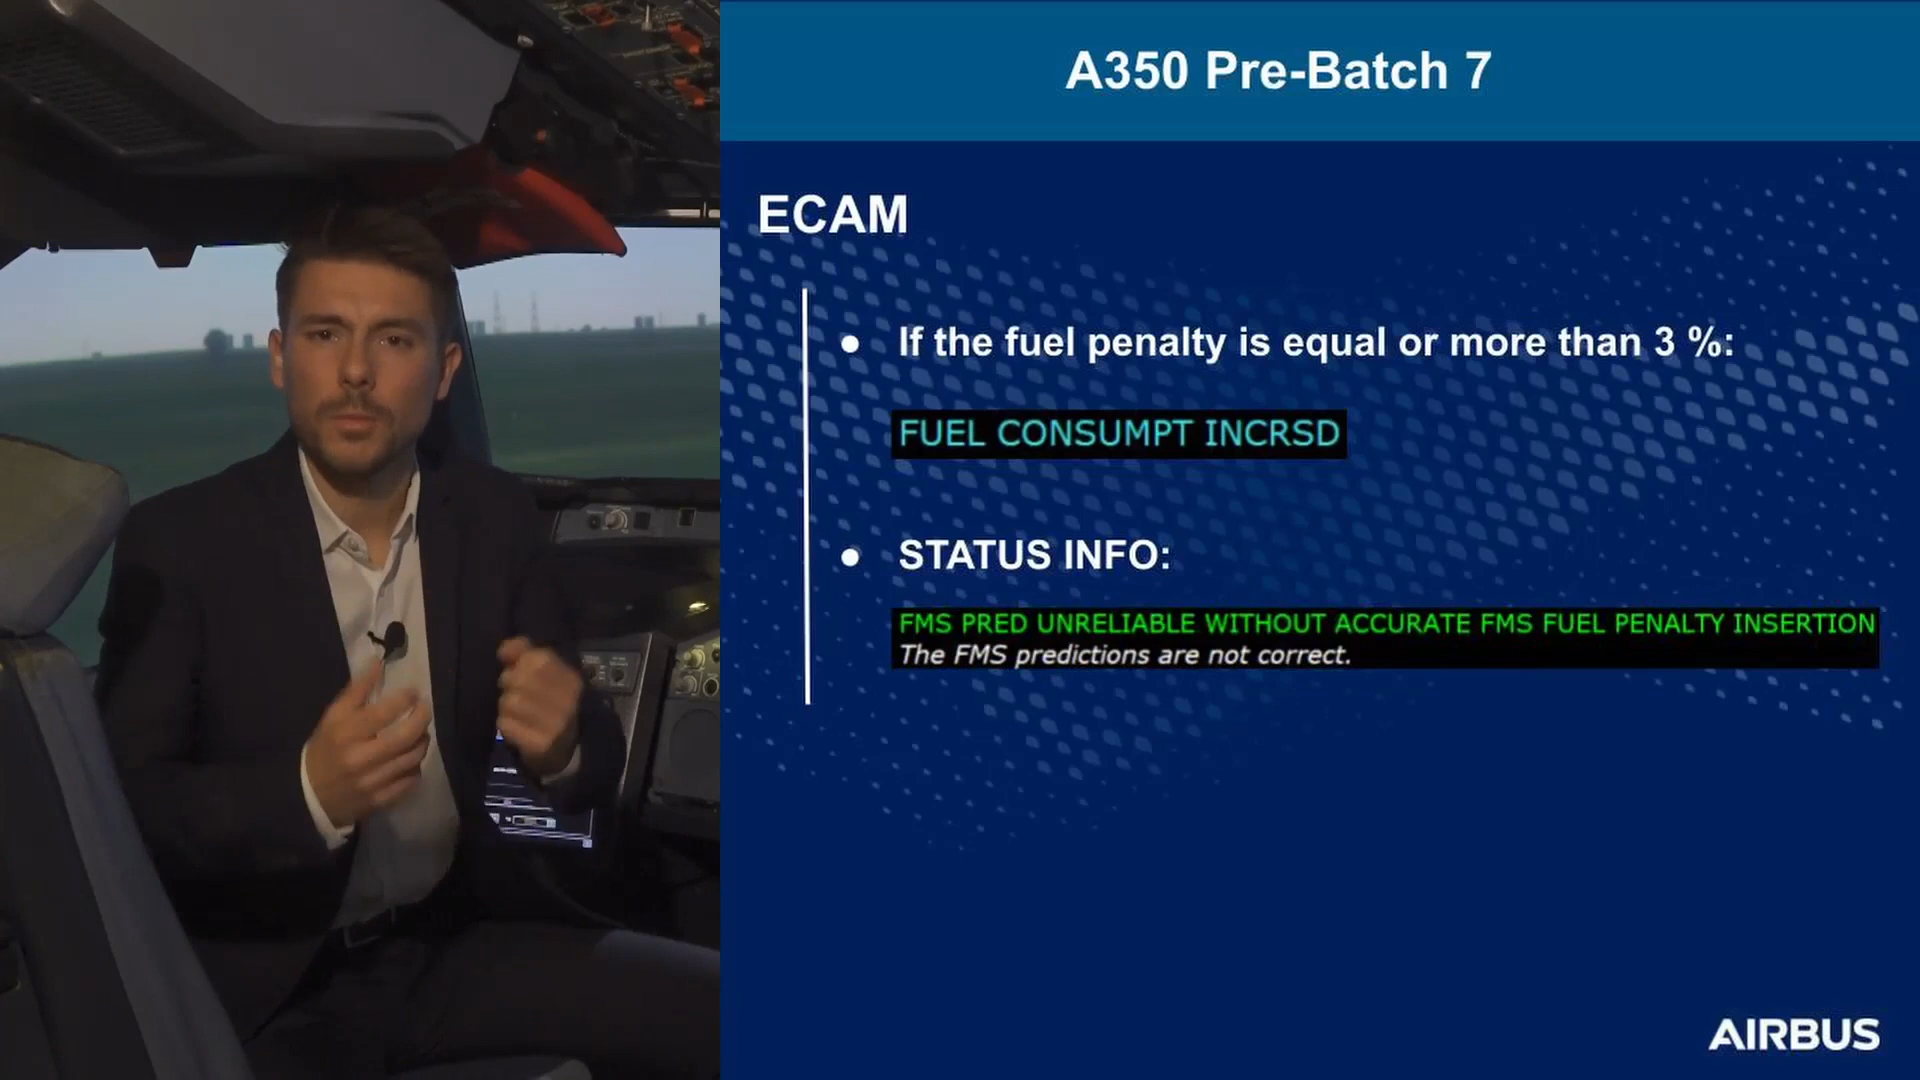 A350 Pre-Batch 7
ECAM
If the fuel penalty is equal or more than 3 %:
FUEL CONSUMPT INCRSD
STATUS INFO:
FMS PRED UNRELIABLE WITHOUT ACCURATE FMS FUEL PENALTY INSERTION
The FMS predictions are not correct.
AIRBUS